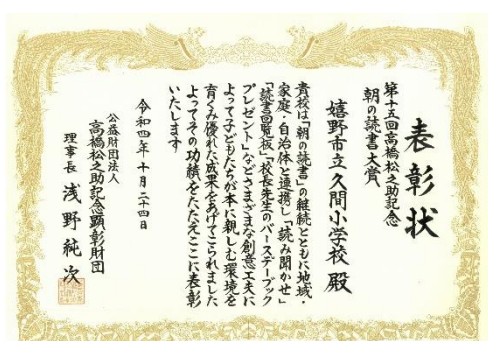 表彰状
第十五回高橋松之助記念
朝の読書大賞
嬉野市立久間小学校 殿
貴校は「朝の読書」の継続とともに地域・
家庭・自治体と連携し「読み聞かせ」
「読書回覧板」「校長先生のバースデーブック
プレゼント」などさまざまな創意工夫に
よって子どもたちが本に親しむ環境を
育くみ優れた成果をあげてこられました
よってその功績をたたえここに表彰
いたします
令和四年十月二十四日
公益財団法人
高橋松之助記念顕彰財団
理事長 浅野純次